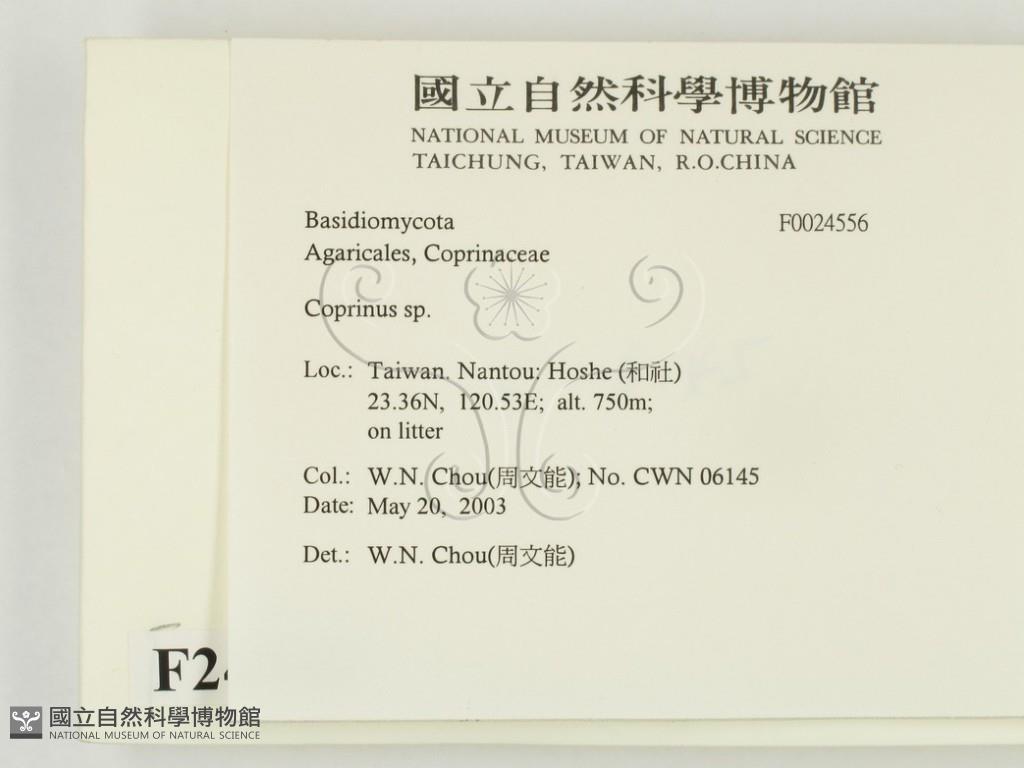 國立自然科學博物館
NATIONAL MUSEUM OF NATURAL SCIENCE
TAICHUNG, TAIWAN, R.O.CHINA
Basidiomycota F0024556
Agaricales, Coprinaceae
Coprinus sp.
Loc.: Taiwan. Nantou: Hoshe (和社)
23.36N, 120.53E; alt. 750m;
on litter
Col.: W.N. Chou(周文能); No. CWN 06145
Date: May 20, 2003
Det.: W.N. Chou(周文能)
F24
國立自然科學博物館
NATIONAL MUSEUM OF NATURAL SCIENCE